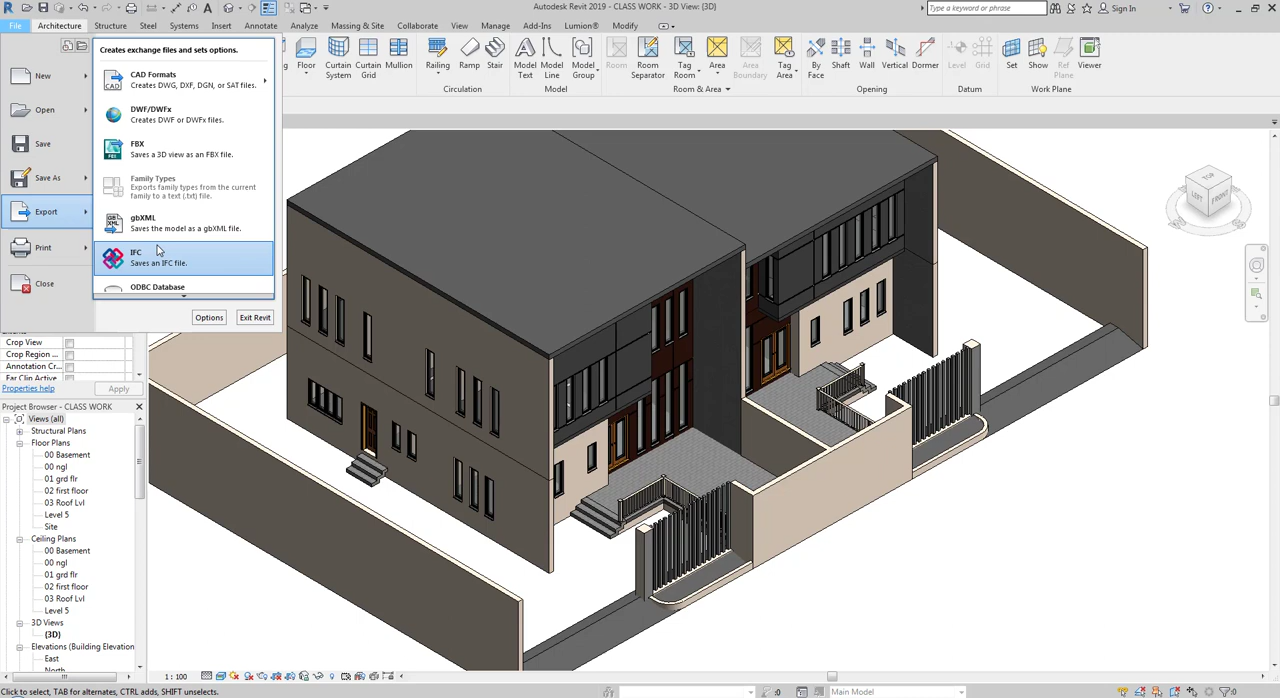 Autodesk Revit 2019 - CLASS WORK - 3D View: {3D}
Type a keyword or phrase
Sign In
File
Architecture
Structure
Steel
Systems
Insert
Annotate
Analyze
Massing & Site
Collaborate
View
Manage
Add-Ins
Lumion®
Modify
Floor
Curtain System
Curtain Grid
Mullion
Railing
Ramp
Stair
Model Text
Model Line
Model Group
Room
Room Separator
Tag Room
Area
Area Boundary
Tag Area
By Face
Shaft
Wall
Vertical
Dormer
Level
Grid
Set
Show
Ref Plane
Viewer
Circulation
Model
Room & Area
Opening
Datum
Work Plane
New
Open
Save
Save As
Export
Print
Close
Creates exchange files and sets options.
CAD Formats
Creates DWG, DXF, DGN, or SAT files.
DWF/DWFx
Creates DWF or DWFx files.
FBX
Saves a 3D view as an FBX file.
Family Types
Exports family types from the current
family to a text (.txt) file.
gbXML
Saves the model as a gbXML file.
IFC
Saves an IFC file.
ODBC Database
Options
Exit Revit
TOP
LEFT
FRONT
Crop View
Crop Region ...
Annotation Cr...
Far Clip Active
Properties help
Apply
Project Browser - CLASS WORK
Views (all)
Structural Plans
Floor Plans
00 Basement
00 ngl
01 grd flr
02 first floor
03 Roof Lvl
Level 5
Site
Ceiling Plans
00 Basement
00 ngl
01 grd flr
02 first floor
03 Roof Lvl
Level 5
3D Views
{3D}
Elevations (Building Elevation
East
1 : 100
Click to select, TAB for alternates, CTRL adds, SHIFT unselects.
:0
Main Model